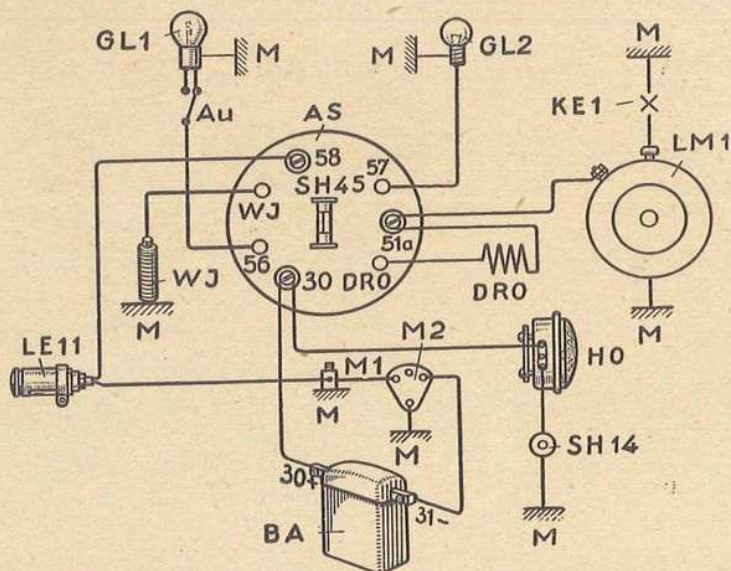 GL1
M
M
GL2
M
KE1
LM1
Au
AS
58
57
SH45
WJ
51a
56
30
DRO
DRO
WJ
M
M
LE11
M1
M2
HO
M
M
SH14
30+
31-
BA
M